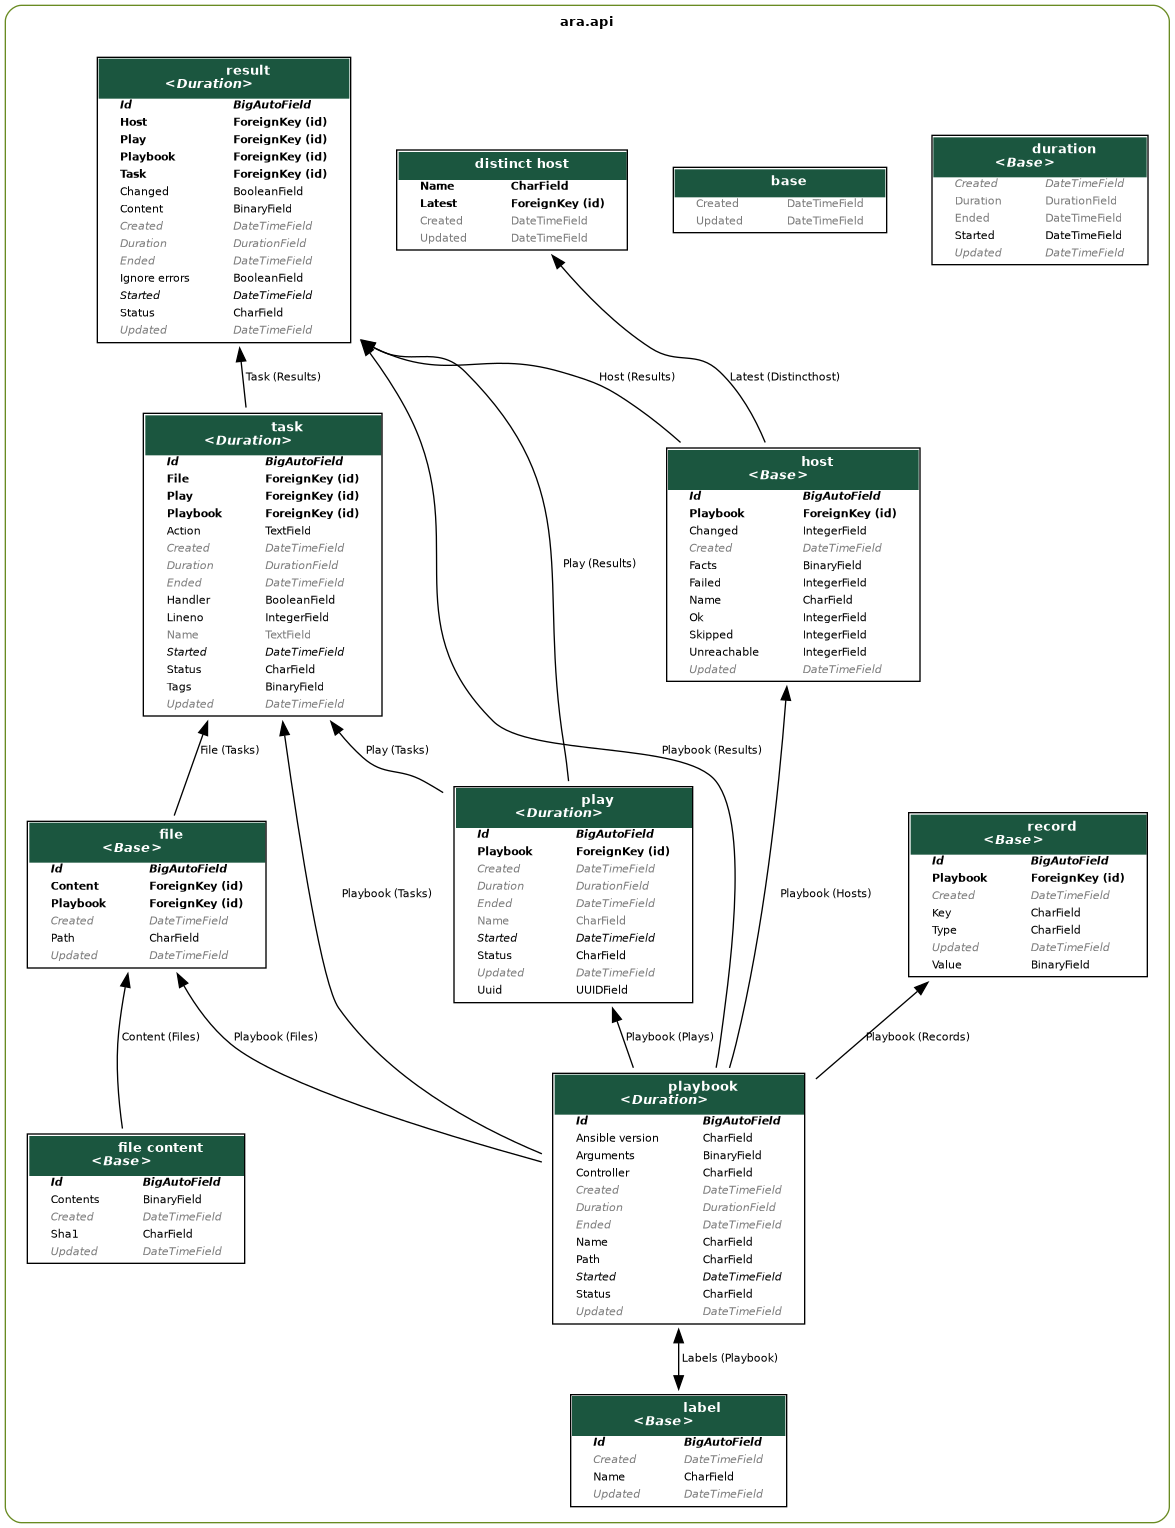 ara.api
result
<Duration>
Id BigAutoField
Host ForeignKey (id)
Play ForeignKey (id)
Playbook ForeignKey (id)
Task ForeignKey (id)
Changed BooleanField
Content BinaryField
Created DateTimeField
Duration DurationField
Ended DateTimeField
Ignore errors BooleanField
Started DateTimeField
Status CharField
Updated DateTimeField
distinct host
Name CharField
Latest ForeignKey (id)
Created DateTimeField
Updated DateTimeField
base
Created DateTimeField
Updated DateTimeField
duration
<Base>
Created DateTimeField
Duration DurationField
Ended DateTimeField
Started DateTimeField
Updated DateTimeField
Task (Results)
Host (Results)
Latest (Distincthost)
task
<Duration>
Id BigAutoField
File ForeignKey (id)
Play ForeignKey (id)
Playbook ForeignKey (id)
Action TextField
Created DateTimeField
Duration DurationField
Ended DateTimeField
Handler BooleanField
Lineno IntegerField
Name TextField
Started DateTimeField
Status CharField
Tags BinaryField
Updated DateTimeField
Play (Results)
host
<Base>
Id BigAutoField
Playbook ForeignKey (id)
Changed IntegerField
Created DateTimeField
Facts BinaryField
Failed IntegerField
Name CharField
Ok IntegerField
Skipped IntegerField
Unreachable IntegerField
Updated DateTimeField
File (Tasks)
Play (Tasks)
Playbook (Results)
file
<Base>
Id BigAutoField
Content ForeignKey (id)
Playbook ForeignKey (id)
Created DateTimeField
Path CharField
Updated DateTimeField
Playbook (Tasks)
play
<Duration>
Id BigAutoField
Playbook ForeignKey (id)
Created DateTimeField
Duration DurationField
Ended DateTimeField
Name CharField
Started DateTimeField
Status CharField
Updated DateTimeField
Uuid UUIDField
Playbook (Hosts)
record
<Base>
Id BigAutoField
Playbook ForeignKey (id)
Created DateTimeField
Key CharField
Type CharField
Updated DateTimeField
Value BinaryField
Content (Files)
Playbook (Files)
Playbook (Plays)
Playbook (Records)
file content
<Base>
Id BigAutoField
Contents BinaryField
Created DateTimeField
Sha1 CharField
Updated DateTimeField
playbook
<Duration>
Id BigAutoField
Ansible version CharField
Arguments BinaryField
Controller CharField
Created DateTimeField
Duration DurationField
Ended DateTimeField
Name CharField
Path CharField
Started DateTimeField
Status CharField
Updated DateTimeField
Labels (Playbook)
label
<Base>
Id BigAutoField
Created DateTimeField
Name CharField
Updated DateTimeField